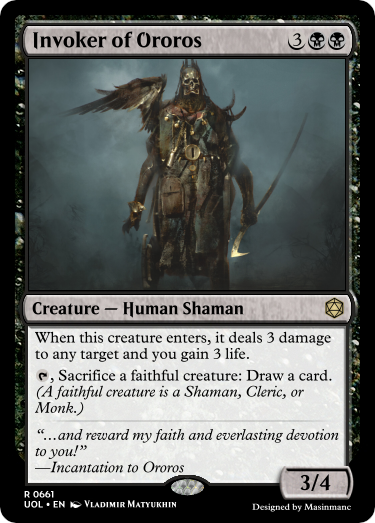 Invoker of Ororos 3
Creature — Human Shaman
When this creature enters, it deals 3 damage
to any target and you gain 3 life.
, Sacrifice a faithful creature: Draw a card.
(A faithful creature is a Shaman, Cleric, or
Monk.)
“…and reward my faith and everlasting devotion
to you!”
—Incantation to Ororos
3/4
R 0661
UOL • EN Vladimir Matyukhin
Designed by Masinmanc